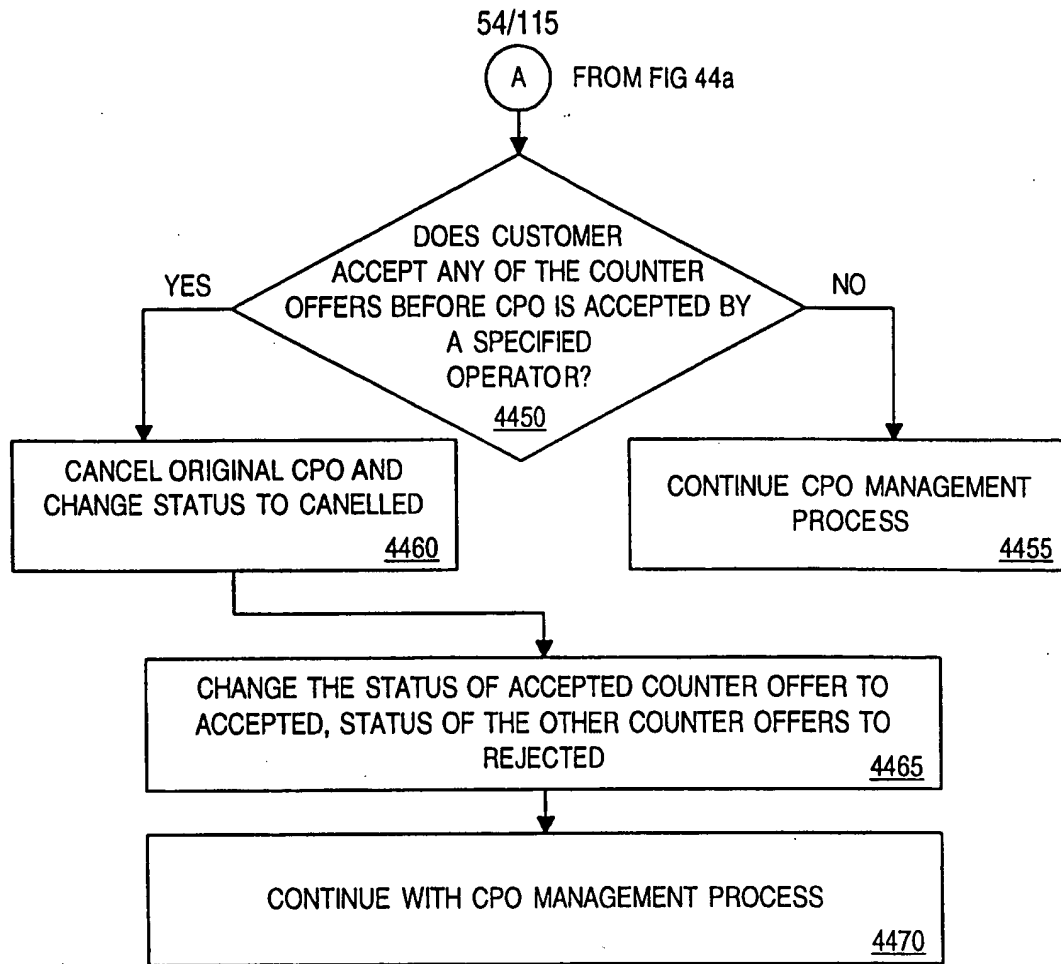 54/115
A
FROM FIG 44a
DOES CUSTOMER
ACCEPT ANY OF THE COUNTER
OFFERS BEFORE CPO IS ACCEPTED BY
A SPECIFIED
OPERATOR?
4450
YES
NO
CANCEL ORIGINAL CPO AND
CHANGE STATUS TO CANELLED
4460
CONTINUE CPO MANAGEMENT
PROCESS
4455
CHANGE THE STATUS OF ACCEPTED COUNTER OFFER TO
ACCEPTED, STATUS OF THE OTHER COUNTER OFFERS TO
REJECTED
4465
CONTINUE WITH CPO MANAGEMENT PROCESS
4470